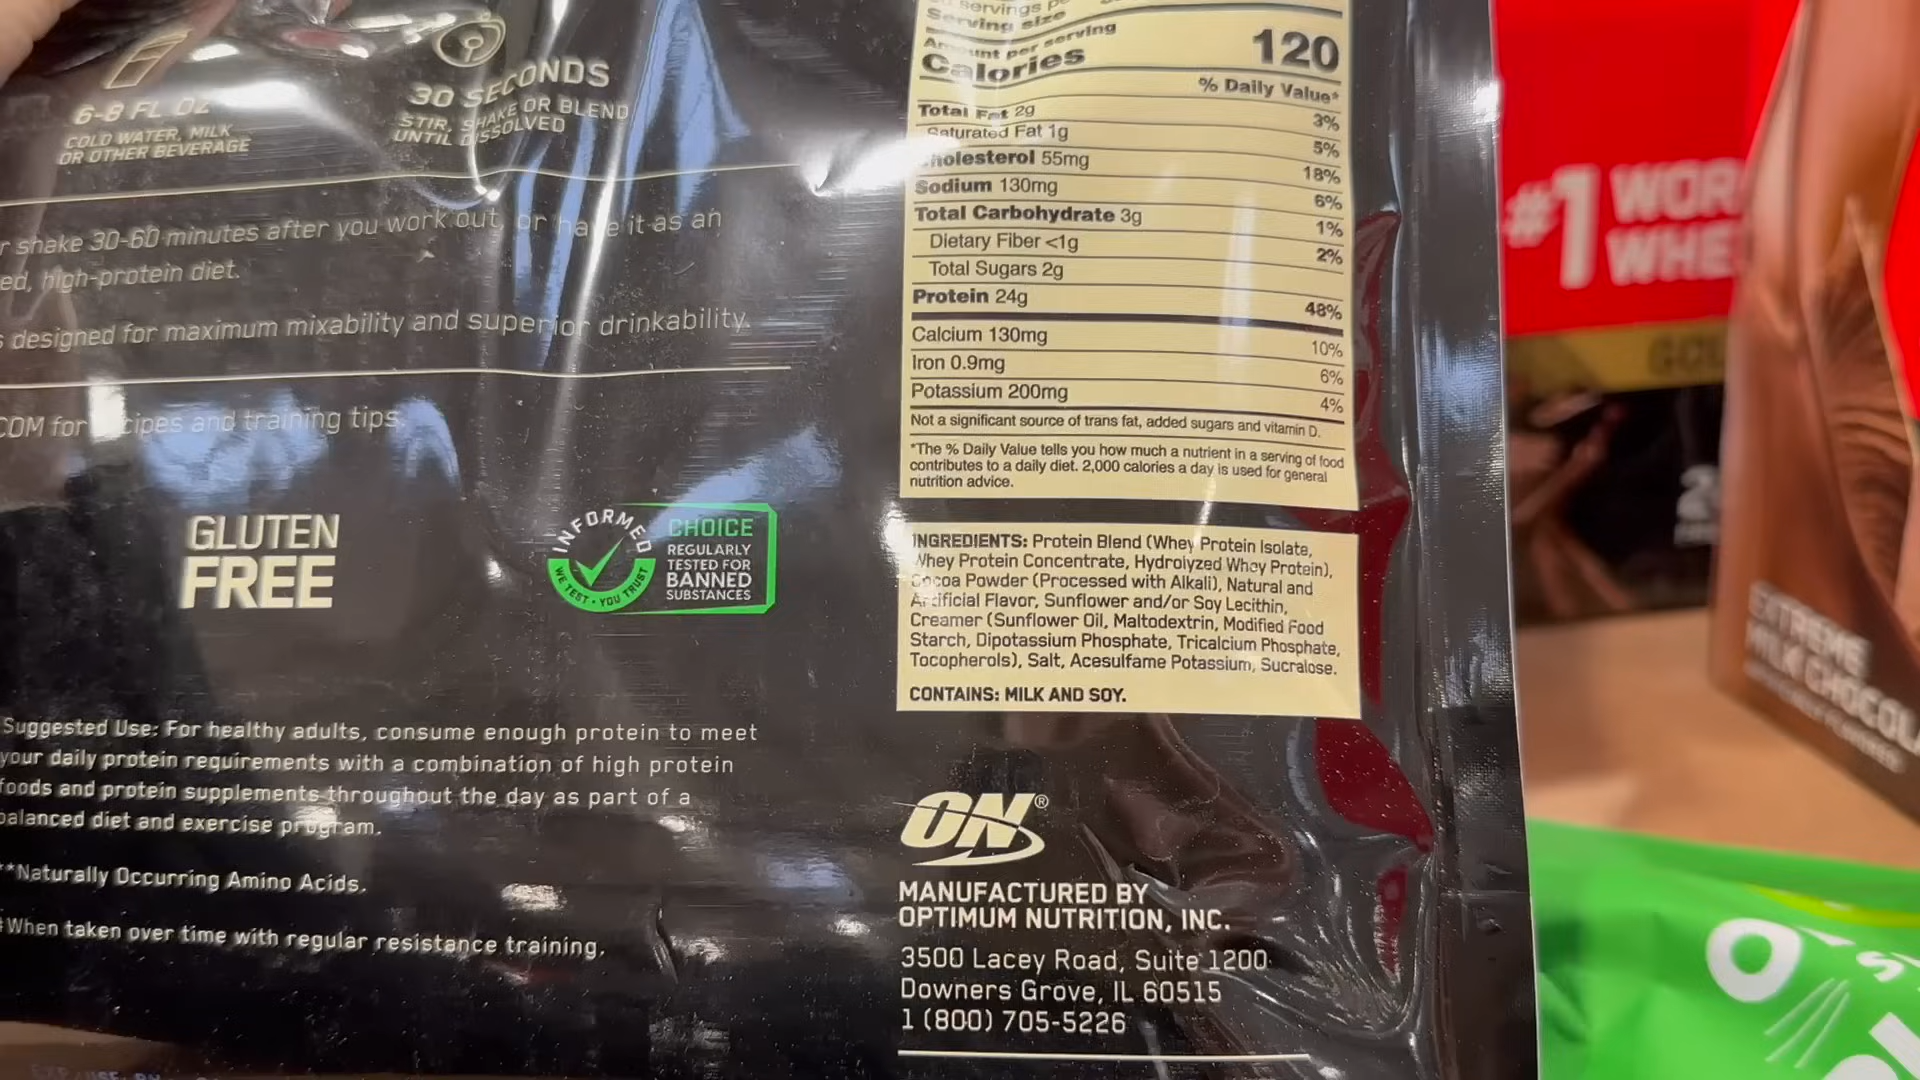 6-8 FL OZ
COLD WATER, MILK
OR OTHER BEVERAGE
30 SECONDS
STIR, SHAKE OR BLEND
UNTIL DISSOLVED
shake 30-60 minutes after you work out, or have it as an
high-protein diet.
designed for maximum mixability and superior drinkability.
COM for recipes and training tips.
GLUTEN
FREE
INFORMED
WE TEST • YOU TRUST
CHOICE
REGULARLY
TESTED FOR
BANNED
SUBSTANCES
Suggested Use: For healthy adults, consume enough protein to meet
your daily protein requirements with a combination of high protein
foods and protein supplements throughout the day as part of a
balanced diet and exercise program.
**Naturally Occurring Amino Acids.
‡When taken over time with regular resistance training.
servings
Serving size
Amount per serving
Calories 120
% Daily Value*
Total Fat 2g 3%
Saturated Fat 1g 5%
Cholesterol 55mg 18%
Sodium 130mg 6%
Total Carbohydrate 3g 1%
Dietary Fiber <1g 2%
Total Sugars 2g
Protein 24g 48%
Calcium 130mg 10%
Iron 0.9mg 6%
Potassium 200mg 4%
Not a significant source of trans fat, added sugars and vitamin D.
*The % Daily Value tells you how much a nutrient in a serving of food
contributes to a daily diet. 2,000 calories a day is used for general
nutrition advice.
INGREDIENTS: Protein Blend (Whey Protein Isolate,
Whey Protein Concentrate, Hydrolyzed Whey Protein),
Cocoa Powder (Processed with Alkali), Natural and
Artificial Flavor, Sunflower and/or Soy Lecithin,
Creamer (Sunflower Oil, Maltodextrin, Modified Food
Starch, Dipotassium Phosphate, Tricalcium Phosphate,
Tocopherols), Salt, Acesulfame Potassium, Sucralose.
CONTAINS: MILK AND SOY.
ON®
MANUFACTURED BY
OPTIMUM NUTRITION, INC.
3500 Lacey Road, Suite 1200
Downers Grove, IL 60515
1 (800) 705-5226
#1 WOR
WHE
EXTREME
MILK CHOCOLA